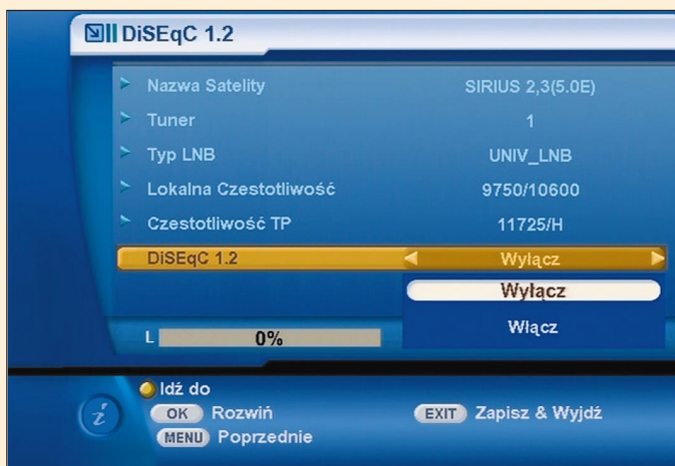 DiSEqC 1.2
Nazwa Satelity SIRIUS 2,3(5.0E)
Tuner 1
Typ LNB UNIV_LNB
Lokalna Czestotliwość 9750/10600
Czestotliwość TP 11725/H
DiSEqC 1.2 Wyłącz
Wyłącz
Włącz
L 0%
Idź do
OK Rozwiń EXIT Zapisz & Wyjdź
MENU Poprzednie